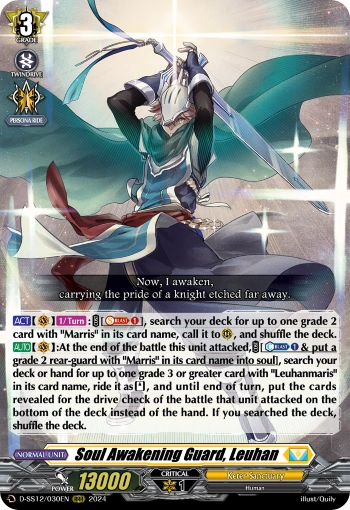 3
GRADE
TWINDRIVE
PERSONA RIDE
Now, I awaken,
carrying the pride of a knight etched far away.
ACT【】1/Turn:[BLAST 1], search your deck for up to one grade 2
card with "Marris" in its card name, call it to, and shuffle the deck.
AUTO【】:At the end of the battle this unit attacked,[BLAST 1 & put a
grade 2 rear-guard with "Marris" in its card name into soul], search your
deck or hand for up to one grade 3 or greater card with "Leuhanmaris"
in its card name, ride it as[], and until end of turn, put the cards
revealed for the drive check of the battle that unit attacked on the
bottom of the deck instead of the hand. If you searched the deck,
shuffle the deck.
NORMAL UNIT
Soul Awakening Guard, Leuhan
POWER 13000
CRITICAL
1
Keter Sanctuary
Human
D-SS12/030EN RRR 2024
illust/Quily